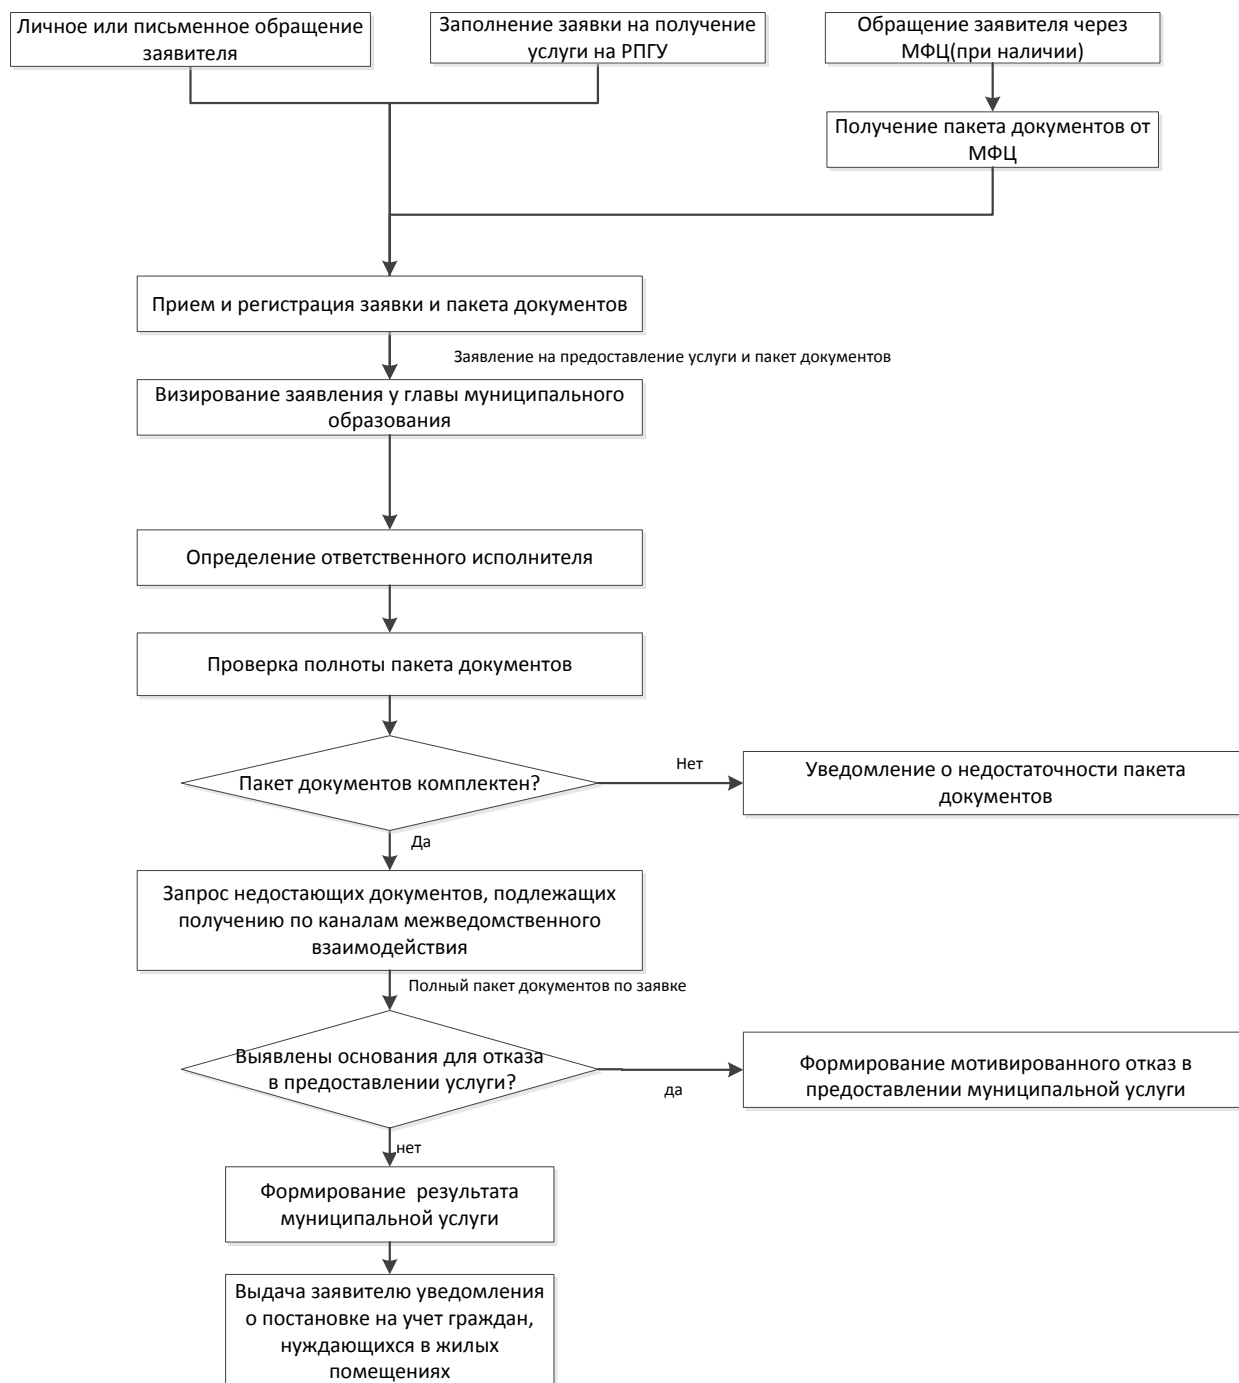 Личное или письменное обращение
заявителя
Заполнение заявки на получение
услуги на РПГУ
Обращение заявителя через
МФЦ(при наличии)
Получение пакета документов от
МФЦ
Прием и регистрация заявки и пакета документов
Заявление на предоставление услуги и пакет документов
Визирование заявления у главы муниципального
образования
Определение ответственного исполнителя
Проверка полноты пакета документов
Пакет документов комплектен?
Нет
Уведомление о недостаточности пакета
документов
Да
Запрос недостающих документов, подлежащих
получению по каналам межведомственного
взаимодействия
Полный пакет документов по заявке
Выявлены основания для отказа
в предоставлении услуги?
да
Формирование мотивированного отказ в
предоставлении муниципальной услуги
нет
Формирование  результата
муниципальной услуги
Выдача заявителю уведомления
о постановке на учет граждан,
нуждающихся в жилых
помещениях